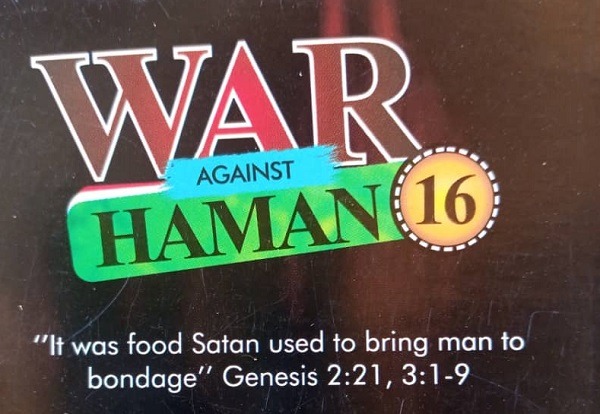 WAR
AGAINST
HAMAN 16
"It was food Satan used to bring man to
bondage" Genesis 2:21, 3:1-9